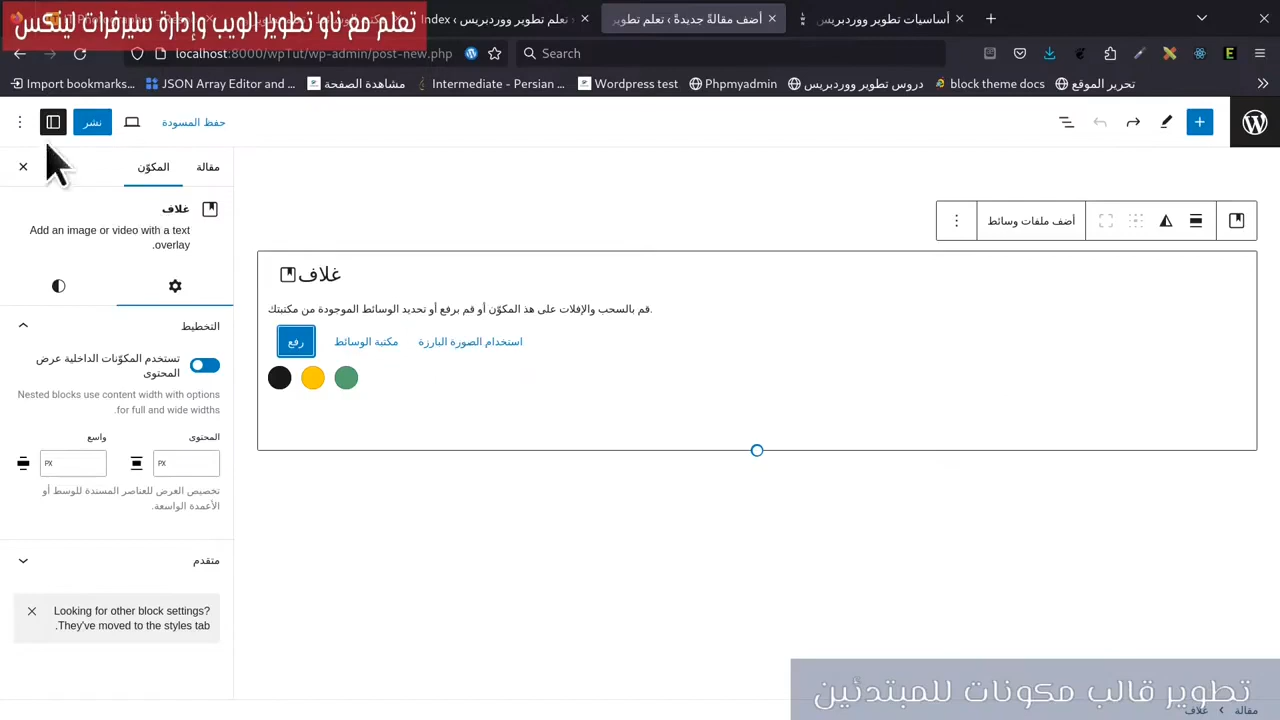 تعلم مع ناو تطوير الويب وإدارة سيرفرات لينكس
Index ‹
تعلم تطوير ووردبريس ‹
أضف مقالةً جديدة ‹ تعلم تطوير
أساسيات تطوير ووردبريس
localhost:8000/wpTut/wp-admin/post-new.php
Search
Import bookmarks...
JSON Array Editor and ...
مشاهدة الصفحة
Intermediate - Persian ...
Wordpress test
Phpmyadmin
دروس تطوير ووردبريس
block theme docs
تحرير الموقع
نشر
حفظ المسودة
مقالة
المكوّن
غلاف
Add an image or video with a text
overlay.
التخطيط
تستخدم المكوّنات الداخلية عرض
المحتوى
Nested blocks use content width with options
for full and wide widths.
المحتوى
واسع
PX
PX
تخصيص العرض للعناصر المسندة للوسط أو
الأعمدة الواسعة.
متقدم
Looking for other block settings?
They've moved to the styles tab.
أضف ملفات وسائط
غلاف
قم بالسحب والإفلات على هذ المكوّن أو قم برفع أو تحديد الوسائط الموجودة من مكتبتك.
رفع
مكتبة الوسائط
استخدام الصورة البارزة
تطوير قالب مكونات للمبتدئين
مقالة
غلاف